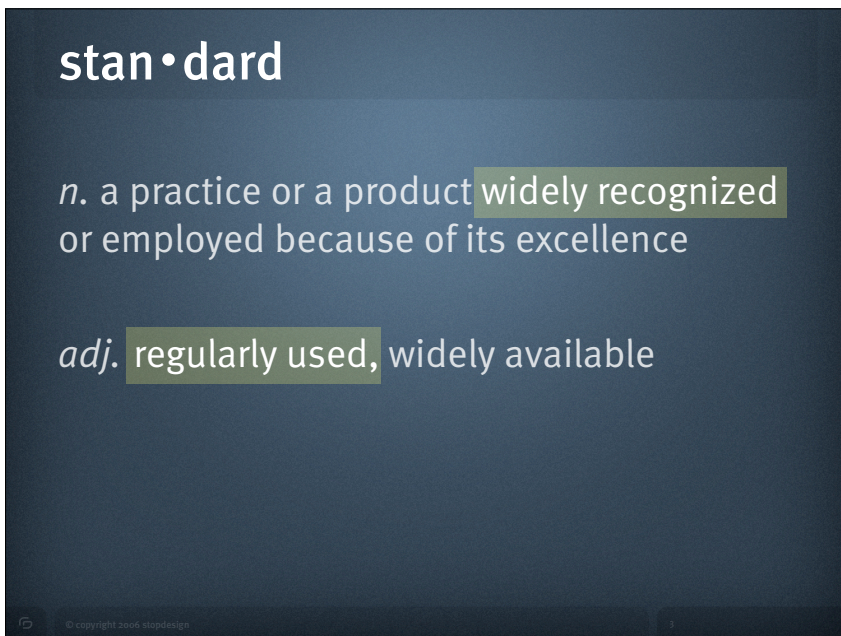 stan•dard
n. a practice or a product widely recognized
or employed because of its excellence
adj. regularly used, widely available
© copyright 2006 stopdesign
3